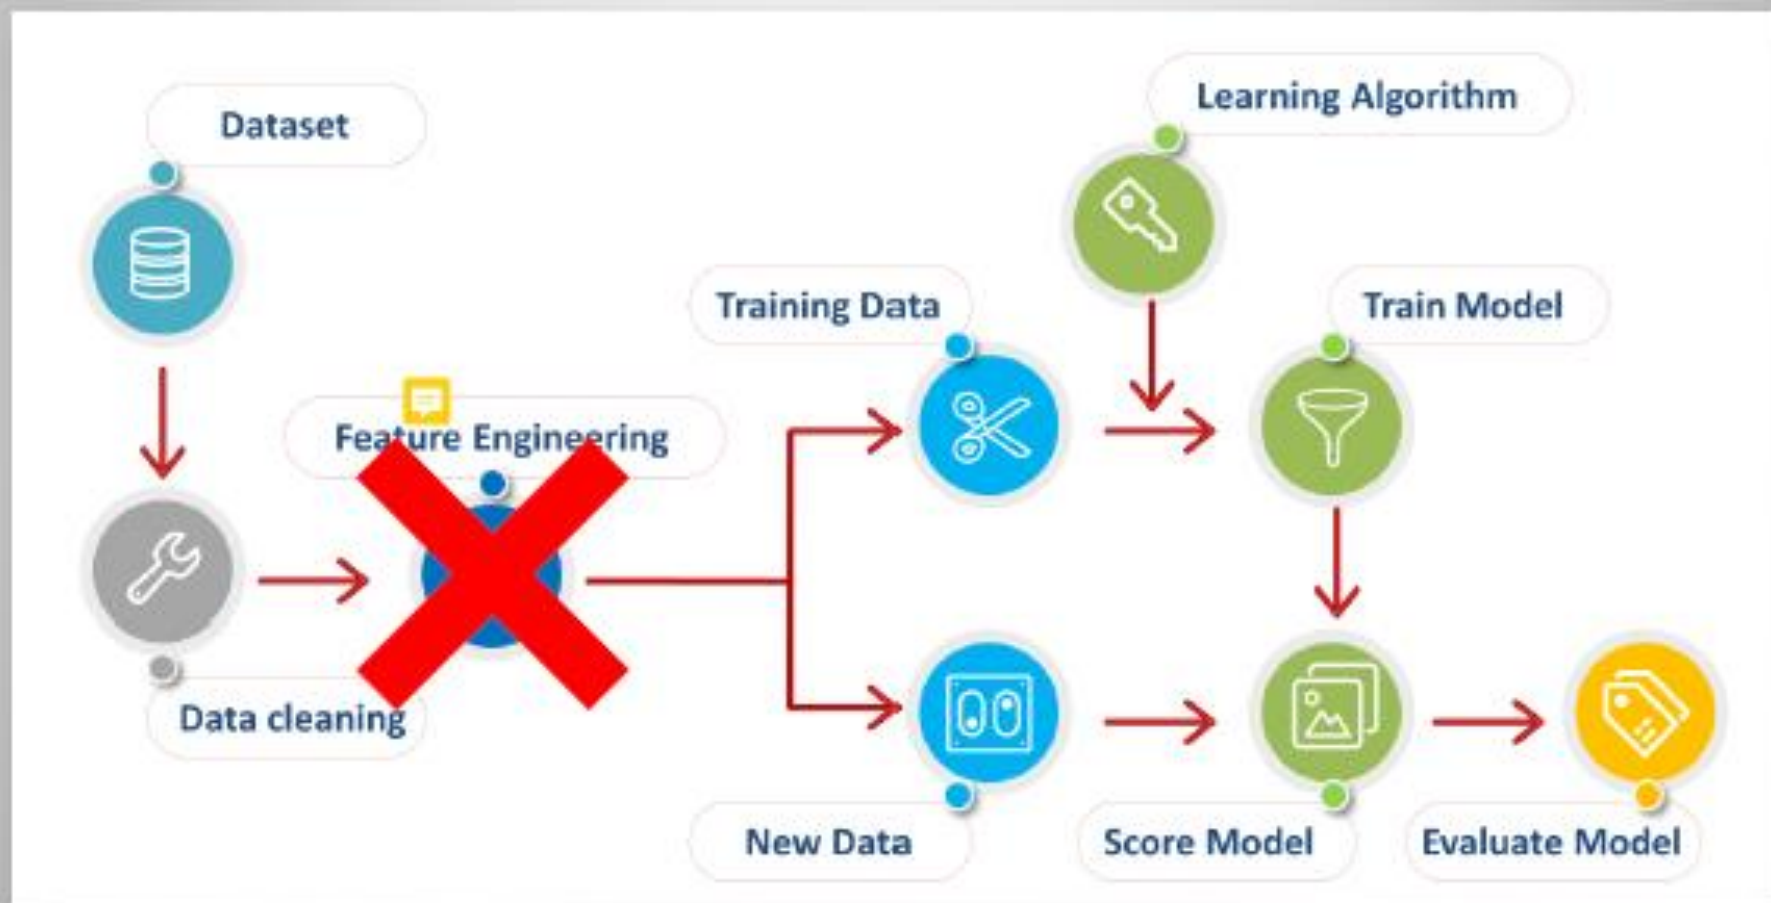 Dataset
Learning Algorithm
Training Data
Train Model
Feature Engineering
Data cleaning
New Data
Score Model
Evaluate Model